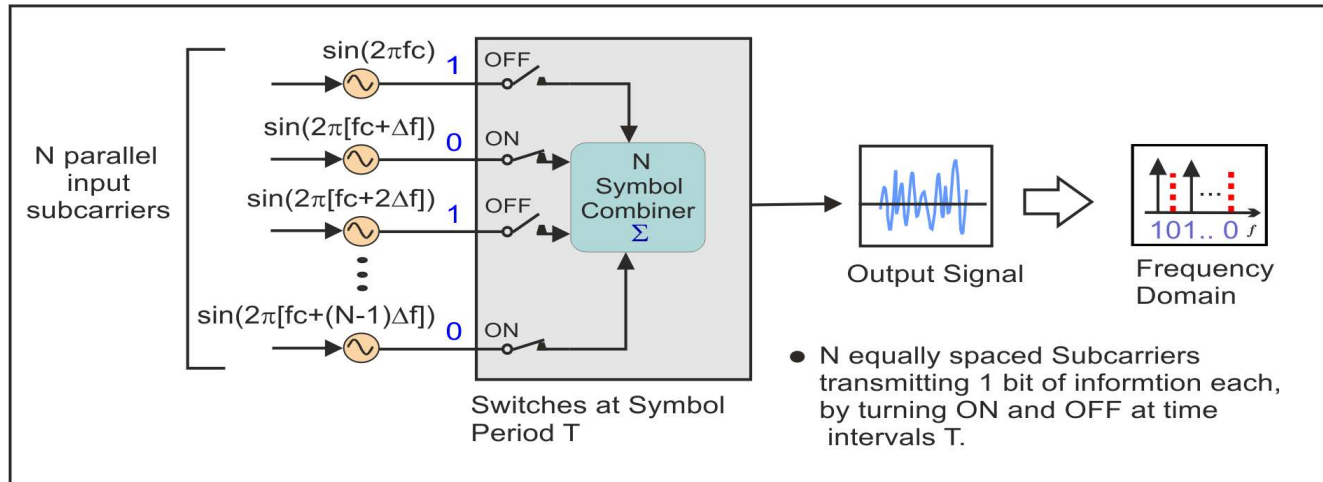 sin(2πfc)
1
OFF
sin(2π[fc+Δf])
0
ON
N parallel
input
subcarriers
sin(2π[fc+2Δf])
1
OFF
sin(2π[fc+(N-1)Δf])
0
ON
N
Symbol
Combiner
Σ
Switches at Symbol
Period T
Output Signal
...
101.. 0 f
Frequency
Domain
● N equally spaced Subcarriers
transmitting 1 bit of informtion each,
by turning ON and OFF at time
intervals T.